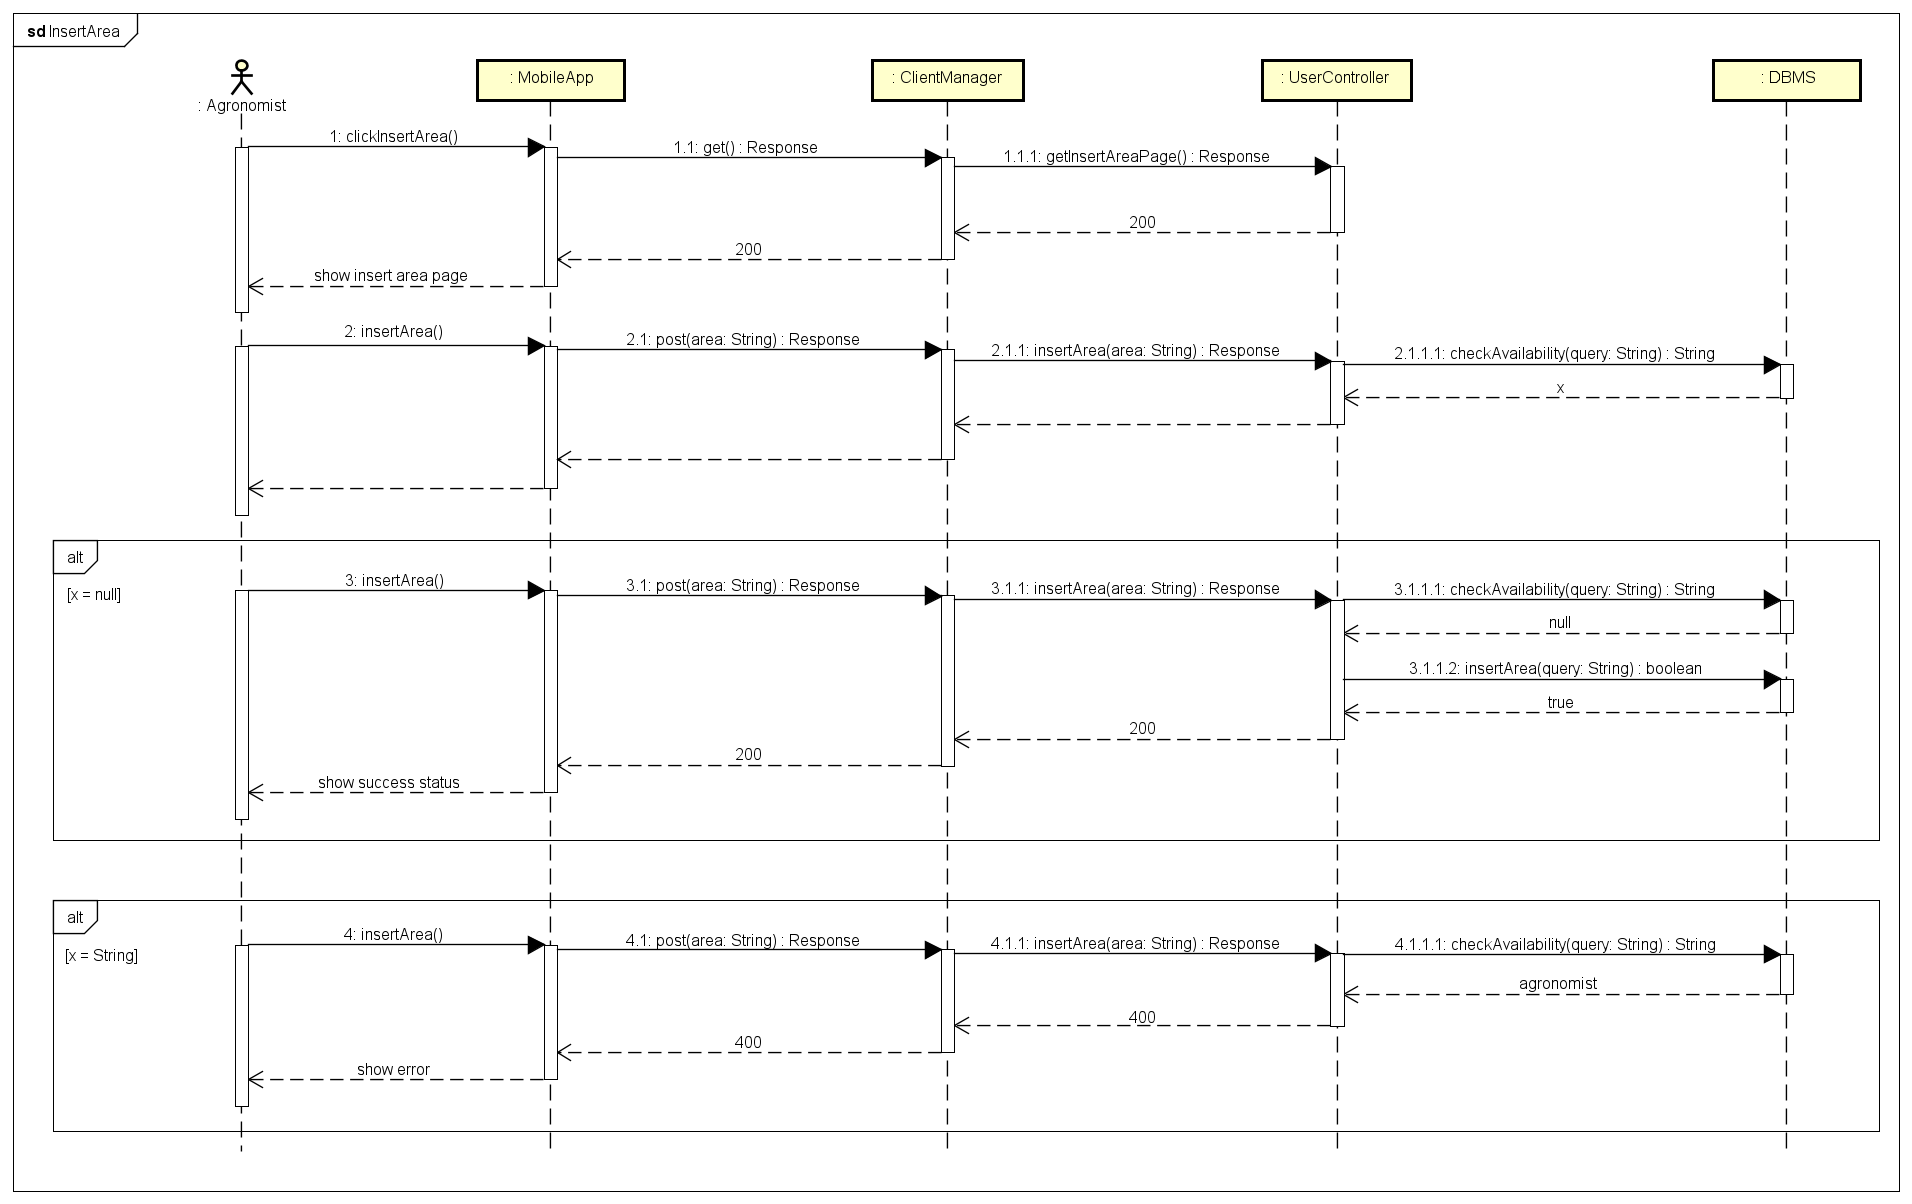 sd InsertArea
: Agronomist
: MobileApp
: ClientManager
: UserController
: DBMS
1: clickInsertArea()
1.1: get() : Response
1.1.1: getInsertAreaPage() : Response
200
200
show insert area page
2: insertArea()
2.1: post(area: String) : Response
2.1.1: insertArea(area: String) : Response
2.1.1.1: checkAvailability(query: String) : String
x
alt
[x = null]
3: insertArea()
3.1: post(area: String) : Response
3.1.1: insertArea(area: String) : Response
3.1.1.1: checkAvailability(query: String) : String
null
3.1.1.2: insertArea(query: String) : boolean
true
200
200
show success status
alt
[x = String]
4: insertArea()
4.1: post(area: String) : Response
4.1.1: insertArea(area: String) : Response
4.1.1.1: checkAvailability(query: String) : String
agronomist
400
400
show error